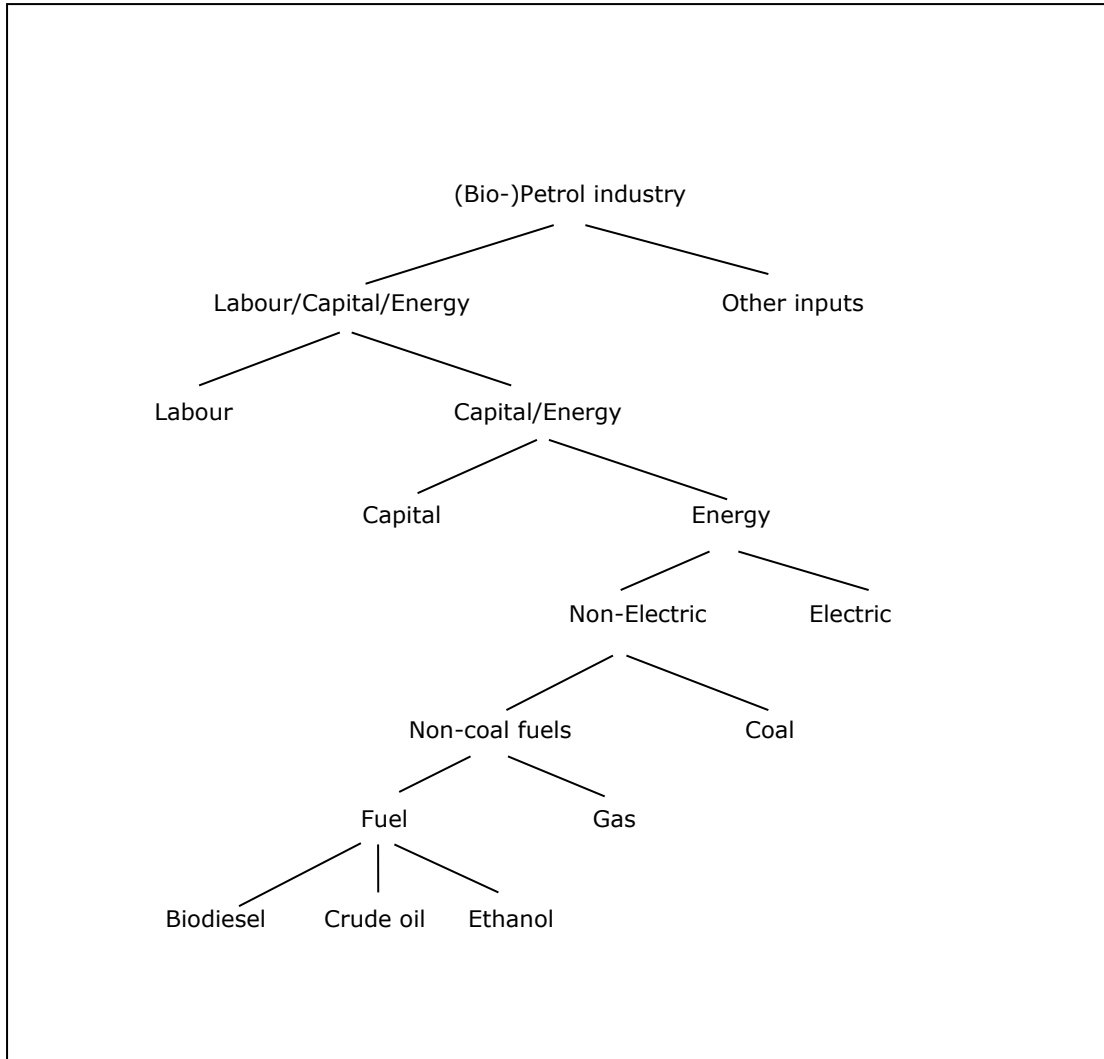 (Bio-)Petrol industry
Labour/Capital/Energy
Other inputs
Labour
Capital/Energy
Capital
Energy
Non-Electric
Electric
Non-coal fuels
Coal
Fuel
Gas
Biodiesel
Crude oil
Ethanol